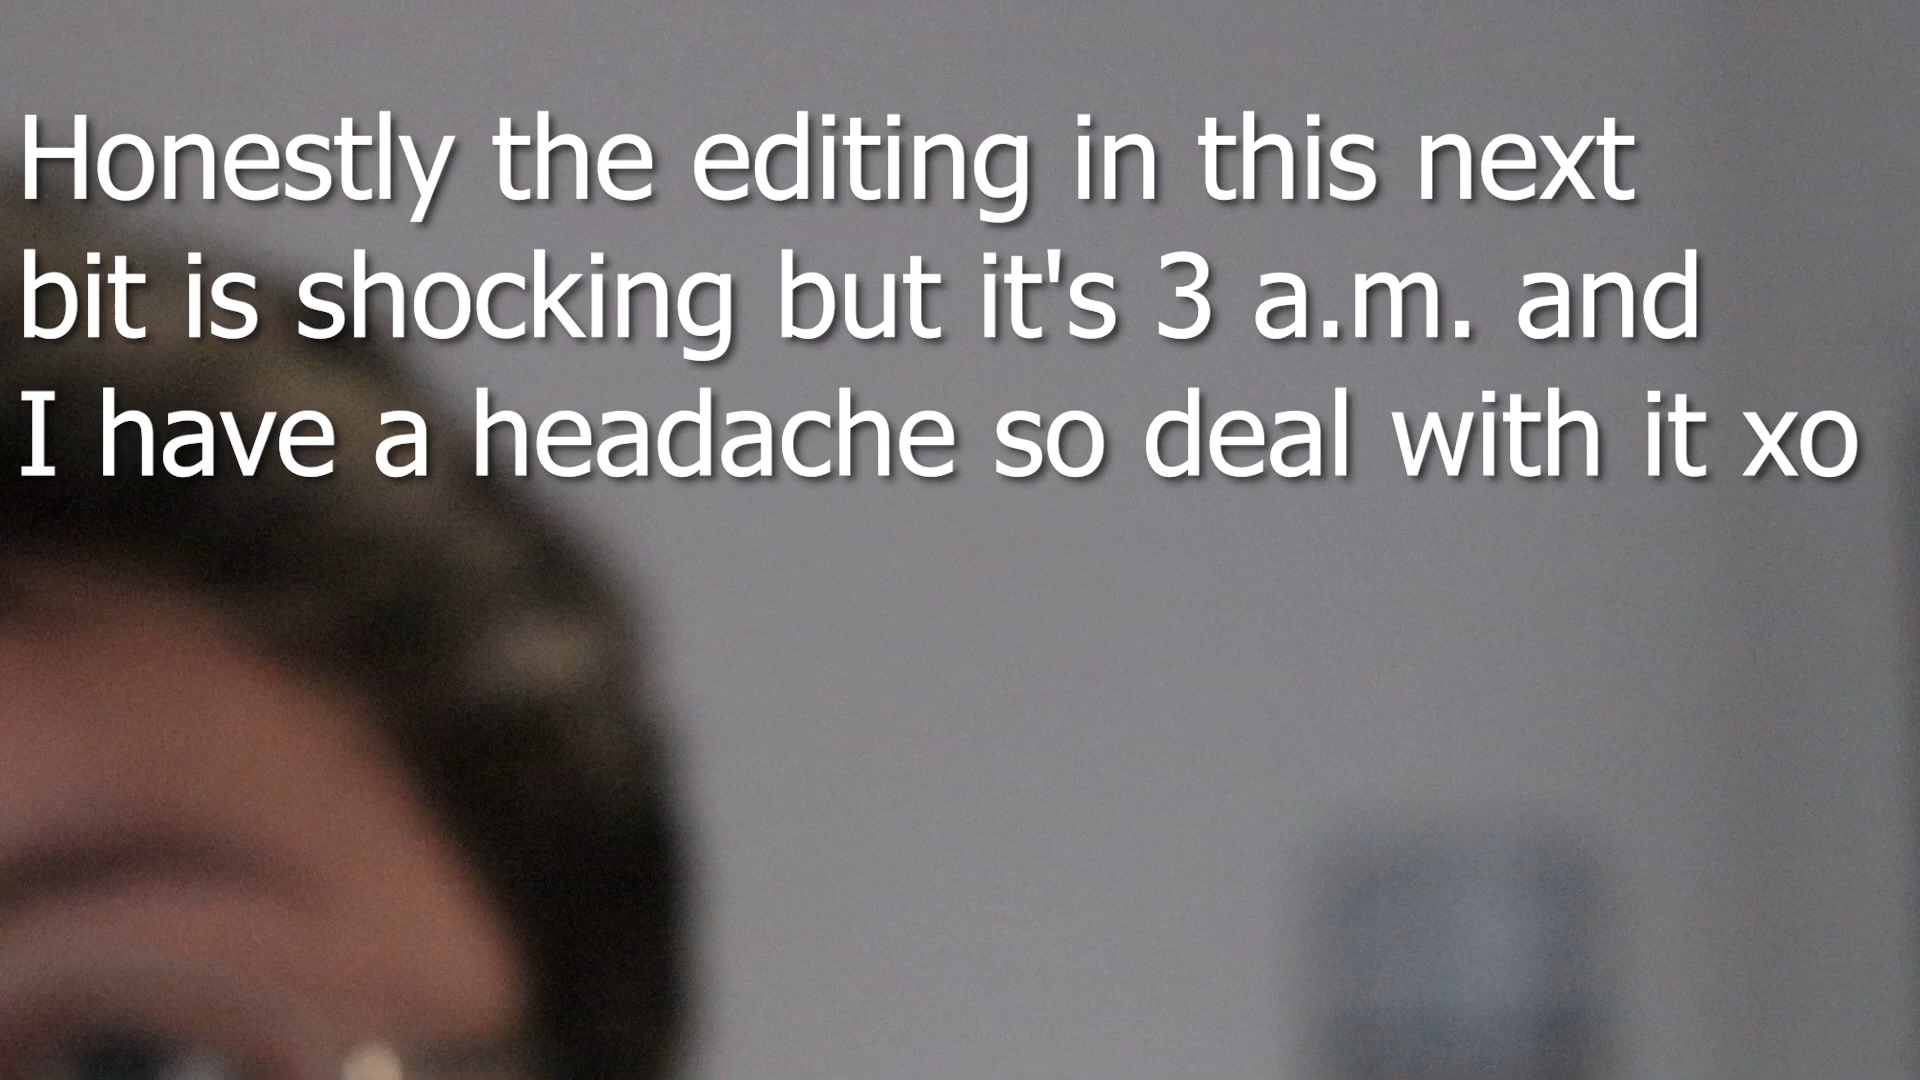 Honestly the editing in this next
bit is shocking but it's 3 a.m. and
I have a headache so deal with it xo